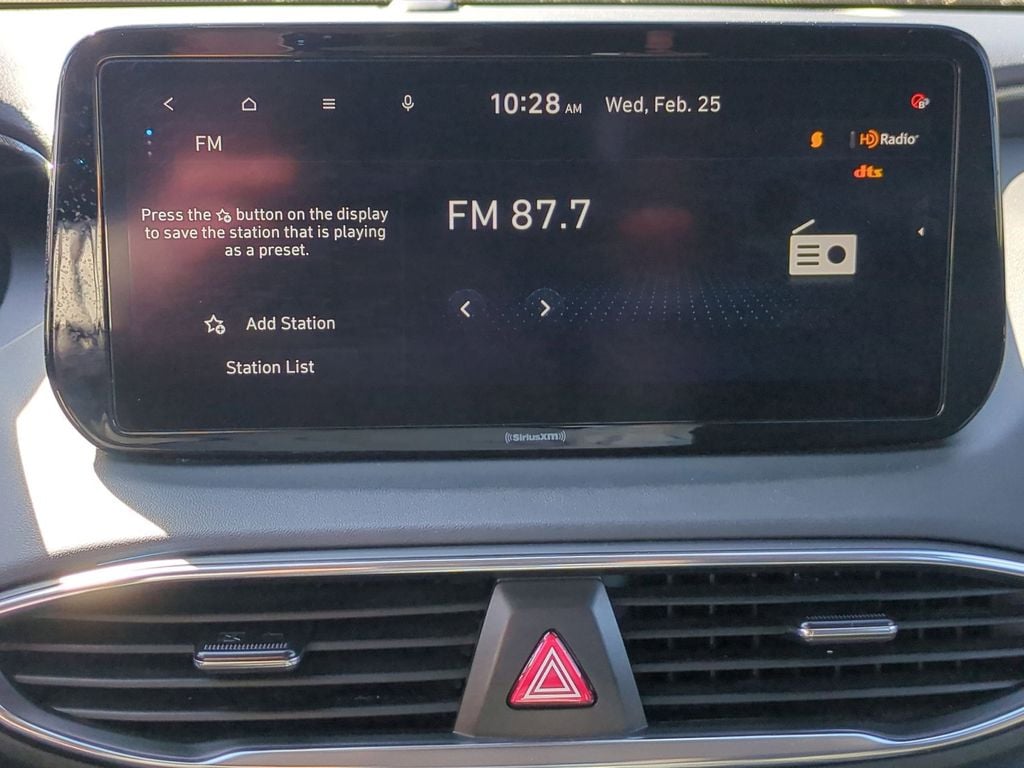 10:28 AM Wed, Feb. 25
FM
HD Radio
dts
Press the button on the display
to save the station that is playing
as a preset.
FM 87.7
Add Station
Station List
((SiriusXM))